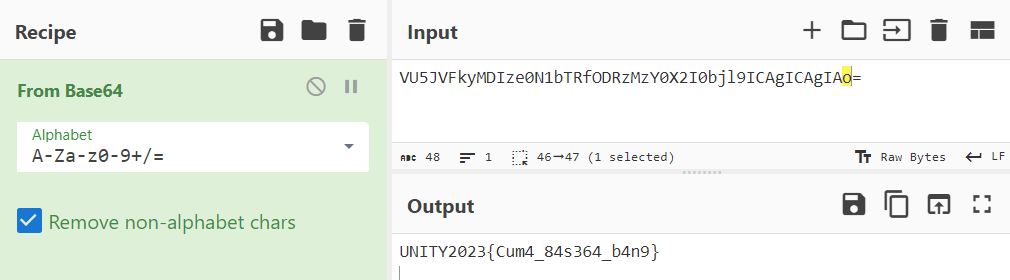 Recipe
From Base64
Alphabet
A-Za-z0-9+/=
Remove non-alphabet chars
Input
VU5JVFkyMDIze0N1bTRfODRzMzY0X2I0bjl9ICAgICAgIAo=
ABC 48 1 46→47 (1 selected) Tт Raw Bytes LF
Output
UNITY2023{Cum4_84s364_b4n9}